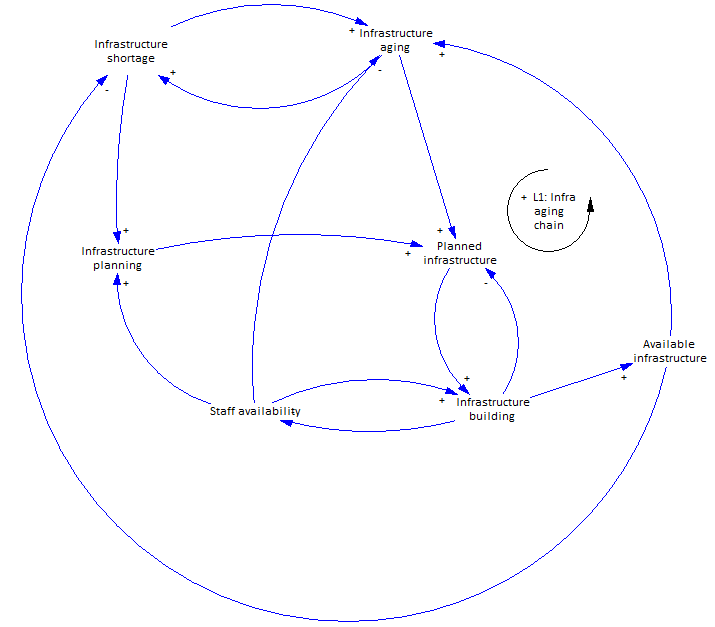 Infrastructure
shortage
-
+
+ Infrastructure
aging
-
+
+ L1: Infra
aging
chain
+
Infrastructure
planning
+
+
+
Planned
infrastructure
-
Available
infrastructure
+
Staff availability
+
+
Infrastructure
building